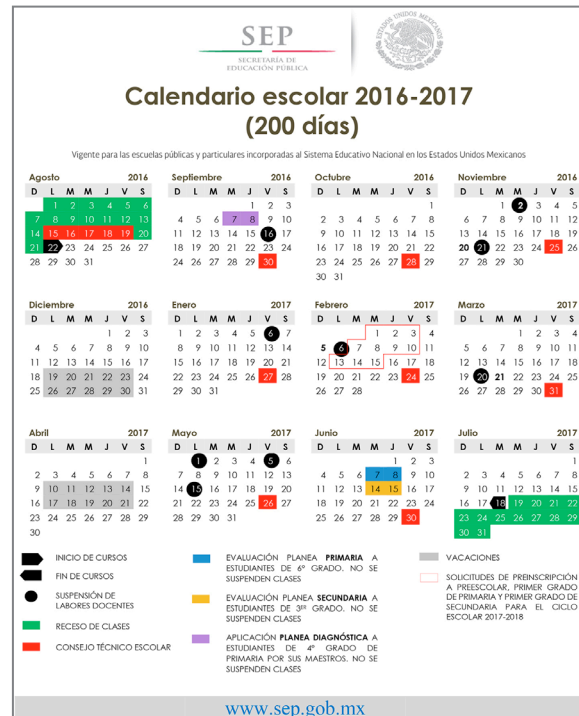 SEP
SECRETARÍA DE
EDUCACIÓN PÚBLICA
ESTADOS UNIDOS MEXICANOS
Calendario escolar 2016-2017
(200 días)
Vigente para las escuelas públicas y particulares incorporadas al Sistema Educativo Nacional en los Estados Unidos Mexicanos
Agosto 2016
D L M M J V S
1 2 3 4 5 6
7 8 9 10 11 12 13
14 15 16 17 18 19 20
21 22 23 24 25 26 27
28 29 30 31
Septiembre 2016
D L M M J V S
1 2 3
4 5 6 7 8 9 10
11 12 13 14 15 16 17
18 19 20 21 22 23 24
25 26 27 28 29 30
Octubre 2016
D L M M J V S
1
2 3 4 5 6 7 8
9 10 11 12 13 14 15
16 17 18 19 20 21 22
23 24 25 26 27 28 29
30 31
Noviembre 2016
D L M M J V S
1 2 3 4 5
6 7 8 9 10 11 12
13 14 15 16 17 18 19
20 21 22 23 24 25 26
27 28 29 30
Diciembre 2016
D L M M J V S
1 2 3
4 5 6 7 8 9 10
11 12 13 14 15 16 17
18 19 20 21 22 23 24
25 26 27 28 29 30 31
Enero 2017
D L M M J V S
1 2 3 4 5 6 7
8 9 10 11 12 13 14
15 16 17 18 19 20 21
22 23 24 25 26 27 28
29 30 31
Febrero 2017
D L M M J V S
1 2 3 4
5 6 7 8 9 10 11
12 13 14 15 16 17 18
19 20 21 22 23 24 25
26 27 28
Marzo 2017
D L M M J V S
1 2 3 4
5 6 7 8 9 10 11
12 13 14 15 16 17 18
19 20 21 22 23 24 25
26 27 28 29 30 31
Abril 2017
D L M M J V S
1
2 3 4 5 6 7 8
9 10 11 12 13 14 15
16 17 18 19 20 21 22
23 24 25 26 27 28 29
30
Mayo 2017
D L M M J V S
1 2 3 4 5 6
7 8 9 10 11 12 13
14 15 16 17 18 19 20
21 22 23 24 25 26 27
28 29 30 31
Junio 2017
D L M M J V S
1 2 3
4 5 6 7 8 9 10
11 12 13 14 15 16 17
18 19 20 21 22 23 24
25 26 27 28 29 30
Julio 2017
D L M M J V S
1
2 3 4 5 6 7 8
9 10 11 12 13 14 15
16 17 18 19 20 21 22
23 24 25 26 27 28 29
30 31
INICIO DE CURSOS
FIN DE CURSOS
SUSPENSIÓN DE
LABORES DOCENTES
RECESO DE CLASES
CONSEJO TÉCNICO ESCOLAR
EVALUACIÓN PLANEA PRIMARIA A
ESTUDIANTES DE 6º GRADO. NO SE
SUSPENDEN CLASES
EVALUACIÓN PLANEA SECUNDARIA A
ESTUDIANTES DE 3ER GRADO. NO SE
SUSPENDEN CLASES
APLICACIÓN PLANEA DIAGNÓSTICA A
ESTUDIANTES DE 4º GRADO DE
PRIMARIA POR SUS MAESTROS. NO SE
SUSPENDEN CLASES
VACACIONES
SOLICITUDES DE PREINSCRIPCIÓN
A PREESCOLAR, PRIMER GRADO
DE PRIMARIA Y PRIMER GRADO DE
SECUNDARIA PARA EL CICLO
ESCOLAR 2017-2018
www.sep.gob.mx